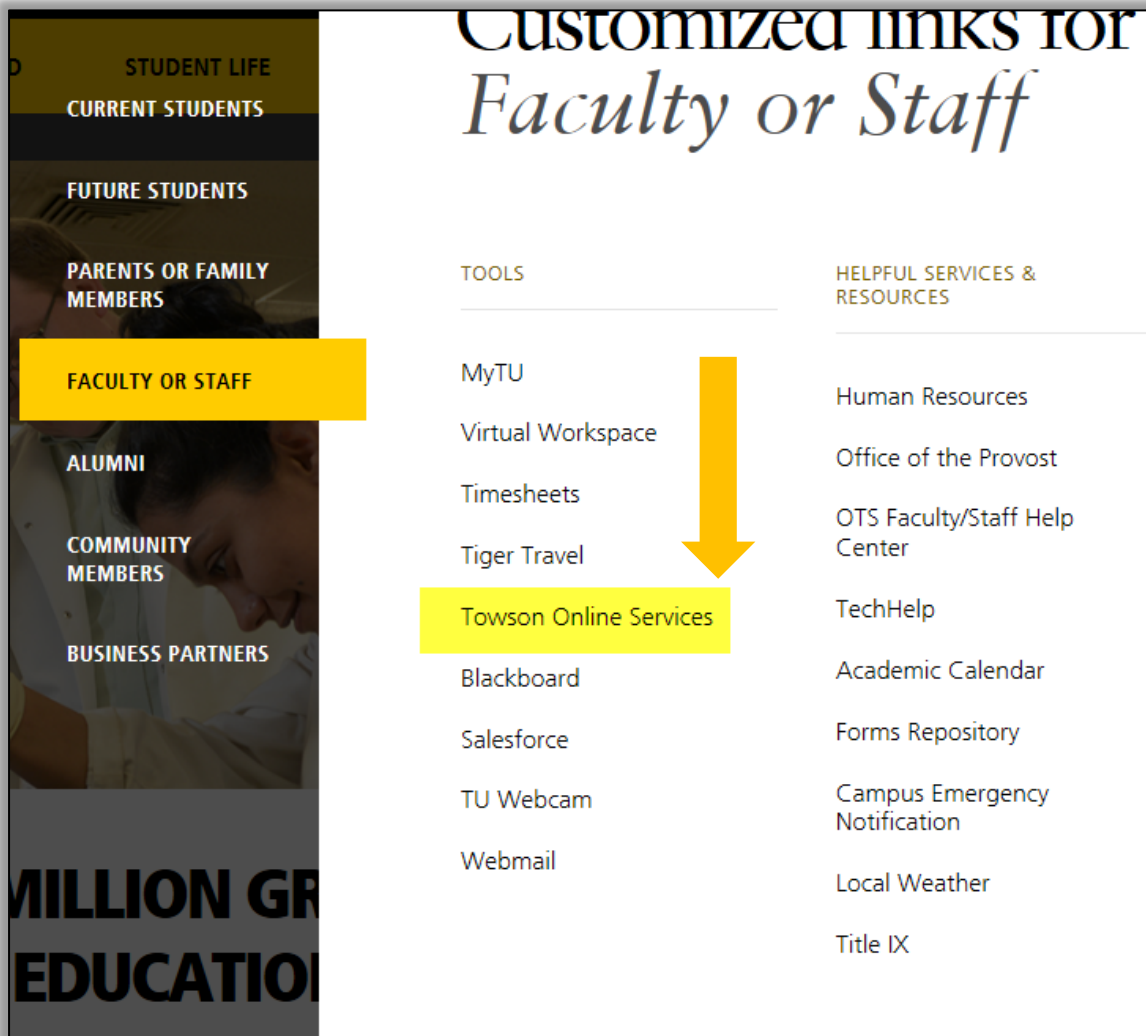 Customized links for
Faculty or Staff
STUDENT LIFE
CURRENT STUDENTS
FUTURE STUDENTS
PARENTS OR FAMILY
MEMBERS
FACULTY OR STAFF
ALUMNI
COMMUNITY
MEMBERS
BUSINESS PARTNERS
TOOLS
MyTU
Virtual Workspace
Timesheets
Tiger Travel
Towson Online Services
Blackboard
Salesforce
TU Webcam
Webmail
HELPFUL SERVICES &
RESOURCES
Human Resources
Office of the Provost
OTS Faculty/Staff Help
Center
TechHelp
Academic Calendar
Forms Repository
Campus Emergency
Notification
Local Weather
Title IX
MILLION GR
EDUCATIO